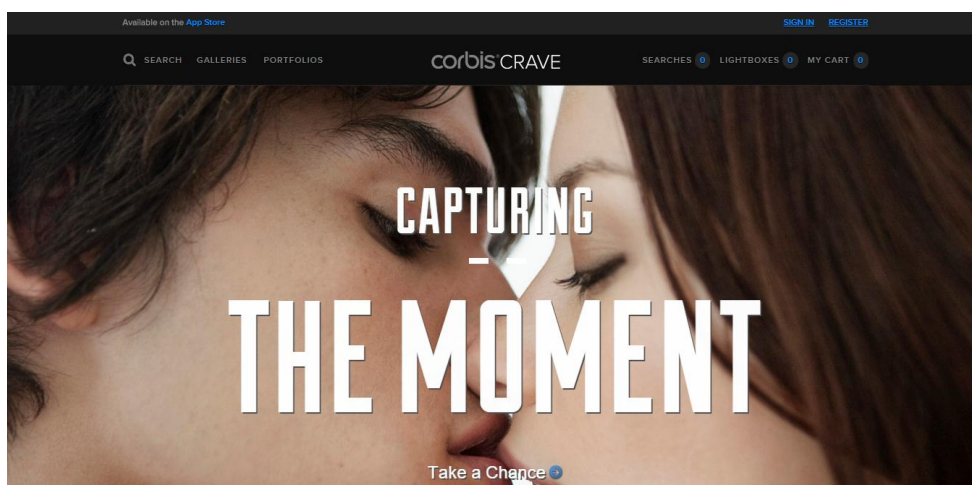 Available on the App Store
SIGN IN REGISTER
SEARCH GALLERIES PORTFOLIOS
corbis CRAVE
SEARCHES 0 LIGHTBOXES 0 MY CART 0
CAPTURING
THE MOMENT
Take a Chance